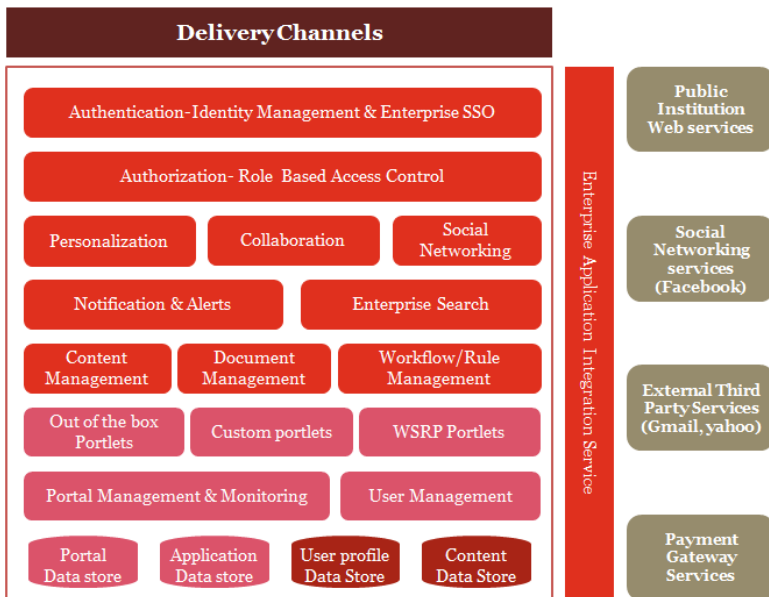 Delivery Channels
Authentication-Identity Management & Enterprise SSO
Authorization- Role Based Access Control
Personalization
Collaboration
Social
Networking
Notification & Alerts
Enterprise Search
Content
Management
Document
Management
Workflow/Rule
Management
Out of the box
Portlets
Custom portlets
WSRP Portlets
Portal Management & Monitoring
User Management
Portal
Data store
Application
Data store
User profile
Data Store
Content
Data Store
Enterprise Application Integration Service
Public
Institution
Web services
Social
Networking
services
(Facebook)
External Third
Party Services
(Gmail, yahoo)
Payment
Gateway
Services